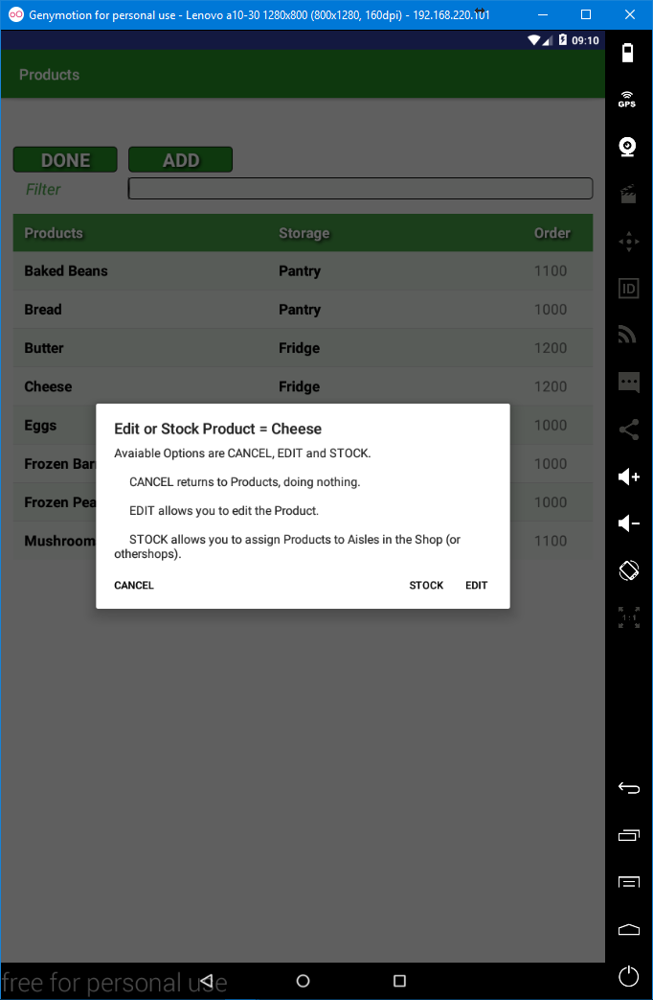 Genymotion for personal use - Lenovo a10-30 1280x800 (800x1280, 160dpi) - 192.168.220.101
09:10
GPS
Products
DONE ADD
Filter
Products Storage Order
Baked Beans Pantry 1100
Bread Pantry 1000
Butter Fridge 1200
Cheese Fridge 1200
Eggs 1000
Frozen Bar 1000
Frozen Pea 1000
Mushroom 1100
Edit or Stock Product = Cheese
Avaiable Options are CANCEL, EDIT and STOCK.
CANCEL returns to Products, doing nothing.
EDIT allows you to edit the Product.
STOCK allows you to assign Products to Aisles in the Shop (or
othershops).
CANCEL STOCK EDIT
ID
1:1
free for personal use